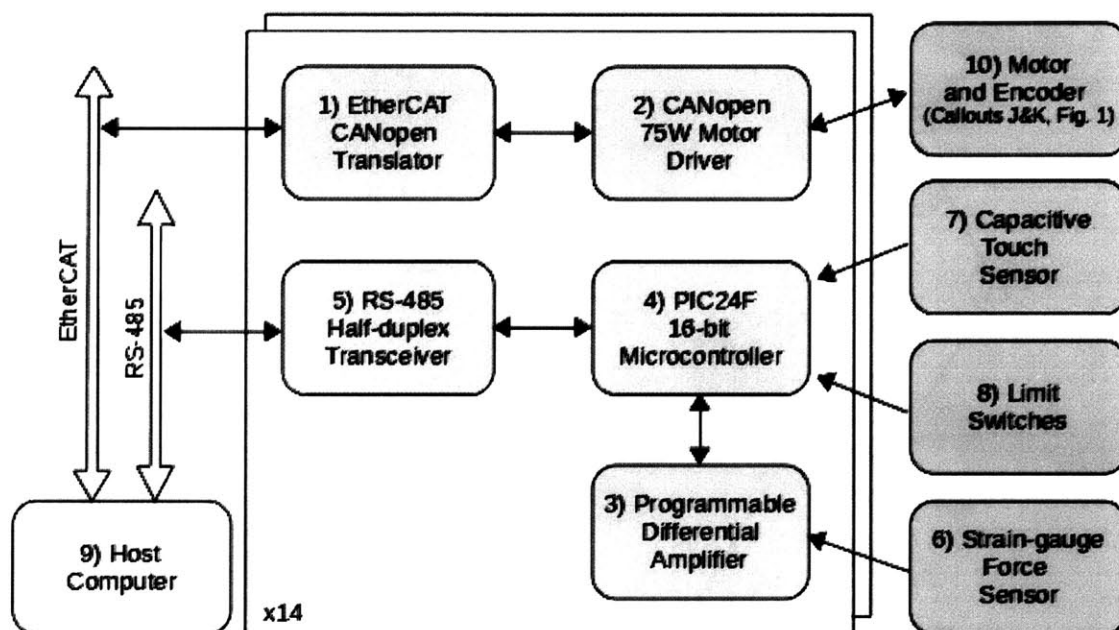 1) EtherCAT
CANopen
Translator
2) CANopen
75W Motor
Driver
10) Motor
and Encoder
(Callouts J&K, Fig. 1)
7) Capacitive
Touch
Sensor
EtherCAT
RS-485
5) RS-485
Half-duplex
Transceiver
4) PIC24F
16-bit
Microcontroller
8) Limit
Switches
3) Programmable
Differential
Amplifier
6) Strain-gauge
Force
Sensor
9) Host
Computer
x14